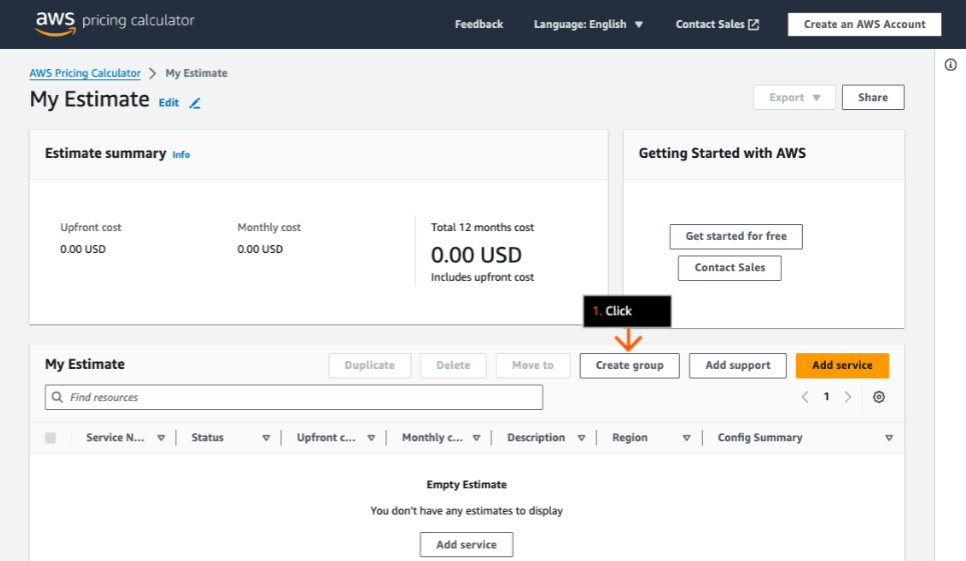 aws pricing calculator
Feedback
Language: English
Contact Sales
Create an AWS Account
AWS Pricing Calculator
My Estimate
My Estimate
Edit
Export
Share
Estimate summary Info
Upfront cost
0.00 USD
Monthly cost
0.00 USD
Total 12 months cost
0.00 USD
Includes upfront cost
Getting Started with AWS
Get started for free
Contact Sales
1. Click
My Estimate
Duplicate
Delete
Move to
Create group
Add support
Add service
Find resources
1
Service N...
Status
Upfront c...
Monthly c...
Description
Region
Config Summary
Empty Estimate
You don't have any estimates to display
Add service